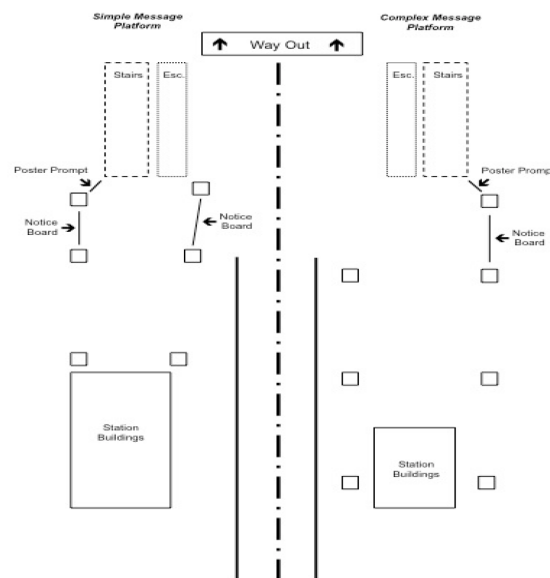 Simple Message
Platform
Complex Message
Platform
Way Out
Stairs
Esc.
Esc.
Stairs
Poster Prompt
Poster Prompt
Notice
Board
Notice
Board
Notice
Board
Station
Buildings
Station
Buildings